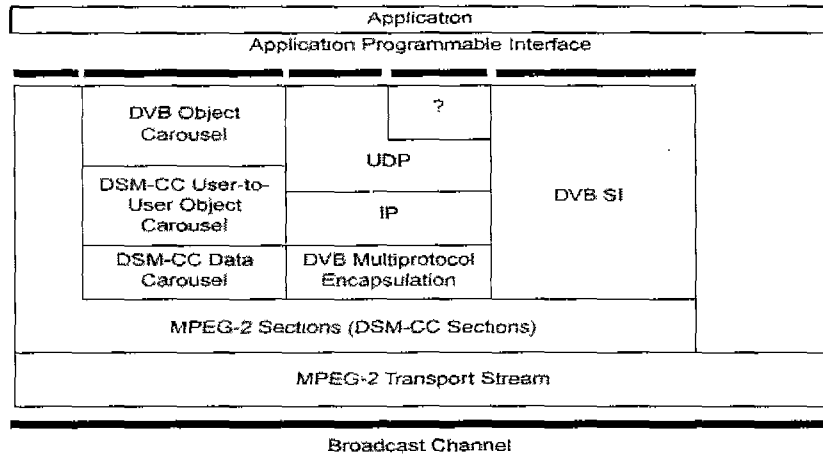 Application
Application Programmable Interface
DVB Object
Carousel
?
UDP
DSM-CC User-to-
User Object
Carousel
IP
DVB SI
DSM-CC Data
Carousel
DVB Multiprotocol
Encapsulation
MPEG-2 Sections (DSM-CC Sections)
MPEG-2 Transport Stream
Broadcast Channel